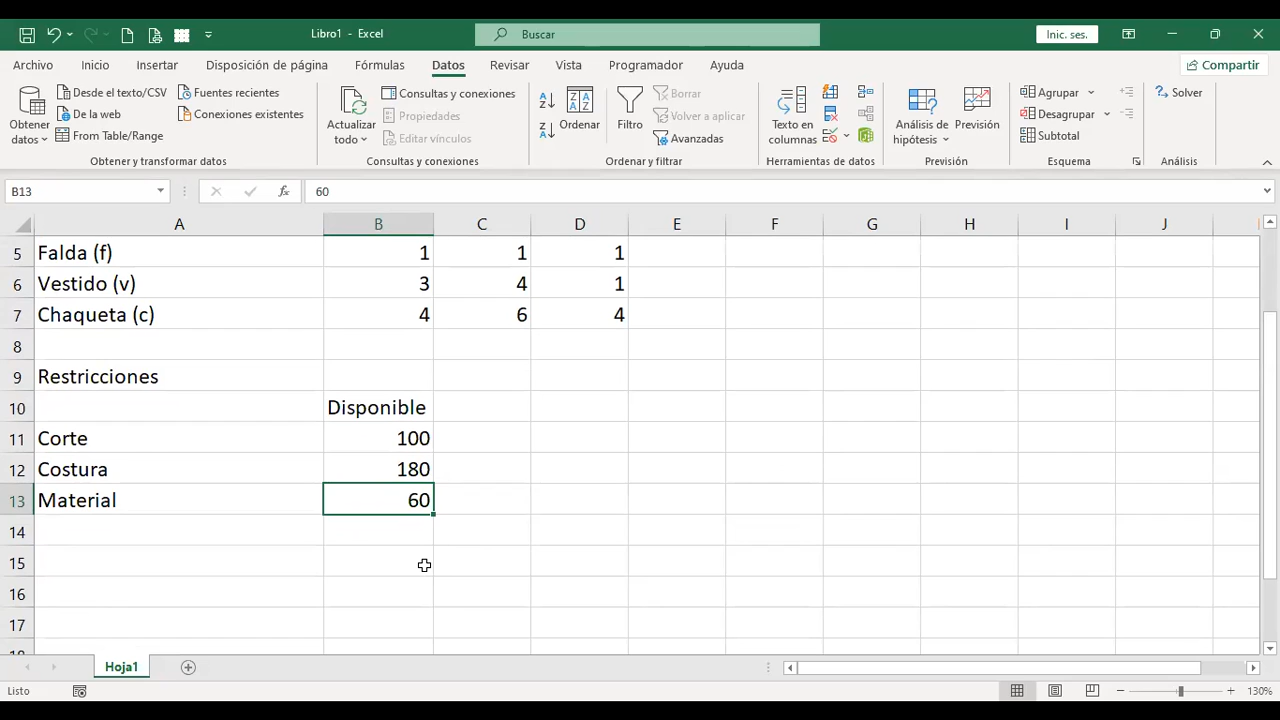 Libro1 - Excel
Buscar
Inic. ses.
Archivo Inicio Insertar Disposición de página Fórmulas Datos Revisar Vista Programador Ayuda
Compartir
Obtener datos
Desde el texto/CSV
De la web
From Table/Range
Fuentes recientes
Conexiones existentes
Obtener y transformar datos
Actualizar todo
Consultas y conexiones
Propiedades
Editar vínculos
Consultas y conexiones
Ordenar
Filtro
Borrar
Volver a aplicar
Avanzadas
Ordenar y filtrar
Texto en columnas
Herramientas de datos
Análisis de hipótesis
Previsión
Previsión
Agrupar
Desagrupar
Subtotal
Esquema
Solver
Análisis
B13 fx 60
A B C D E F G H I J
5 Falda (f) 1 1 1
6 Vestido (v) 3 4 1
7 Chaqueta (c) 4 6 4
8
9 Restricciones
10 Disponible
11 Corte 100
12 Costura 180
13 Material 60
14
15
16
17
Hoja1
Listo
130%